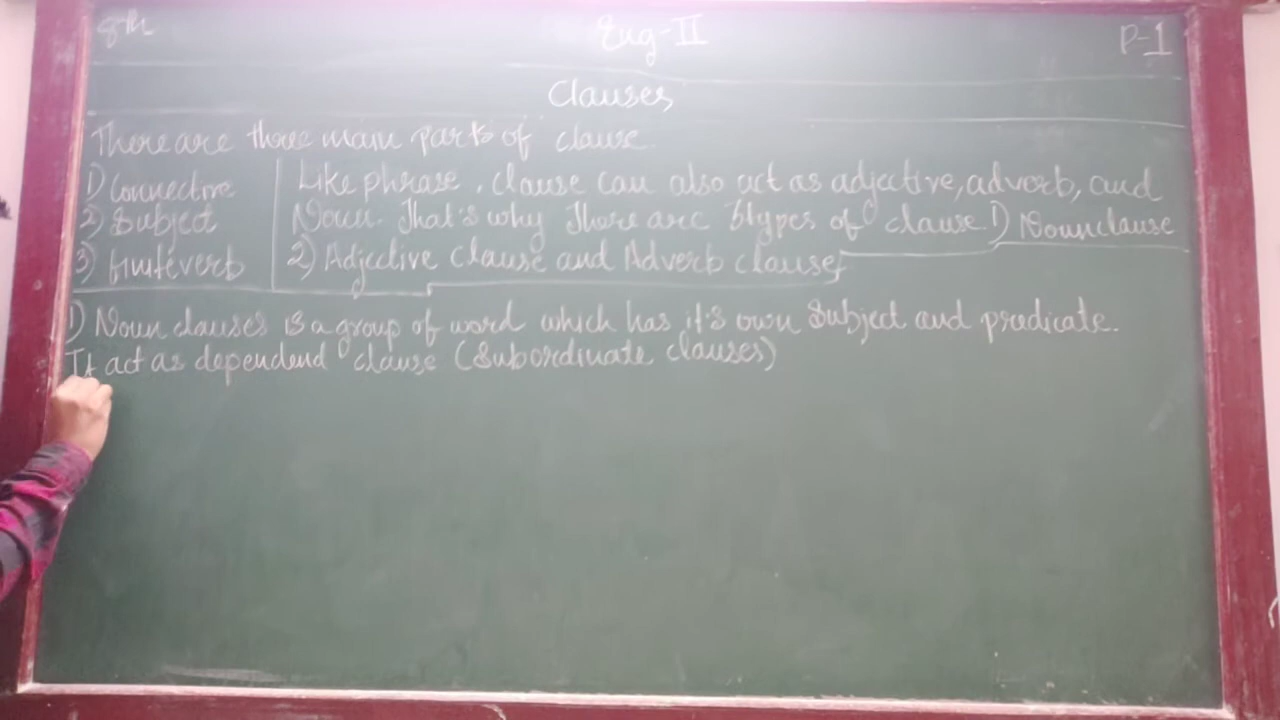 8th Eng-II P-1
Clauses
There are three main parts of clause.
1) Connective
2) Subject
3) finite verb
Like phrase, clause can also act as adjective, adverb, and
Noun. That's why There are 3 types of clause. 1) Noun clause
2) Adjective clause and Adverb clause
1) Noun clauses is a group of word which has it's own Subject and predicate.
It act as dependend clause (Subordinate clauses)